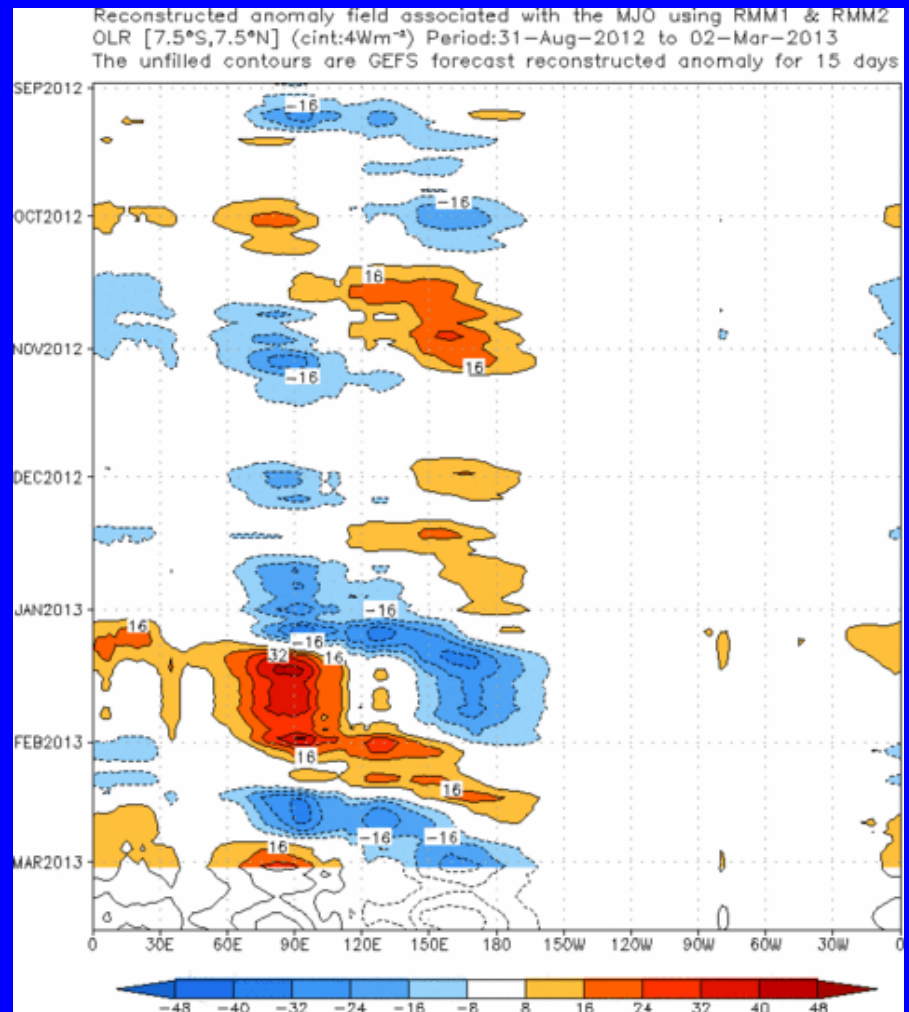 Reconstructed anomaly field associated with the MJO using RMM1 & RMM2
OLR [7.5°S,7.5°N] (cint:4Wm⁻²) Period:31-Aug-2012 to 02-Mar-2013
The unfilled contours are GEFS forecast reconstructed anomaly for 15 days
SEP2012
-16
-16
OCT2012
16
NOV2012
16
-16
DEC2012
JAN2013
-16
16
-16
32
16
FEB2013
16
16
-16
-16
16
MAR2013
0 30E 60E 90E 120E 150E 180 150W 120W 90W 60W 30W 0
-48 -40 -32 -24 -16 -8 8 16 24 32 40 48